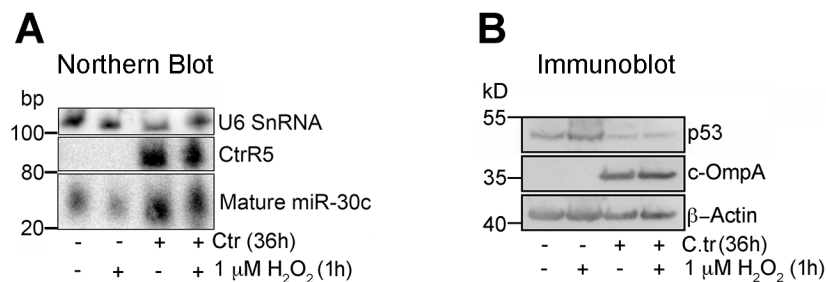 A
Northern Blot
bp
U6 SnRNA
100
CtrR5
80
Mature miR-30c
20
- - + + Ctr (36h)
- + - + 1 μM H₂O₂ (1h)
B
Immunoblot
kD
55
p53
c-OmpA
35
β-Actin
40
- - + + C.tr (36h)
- + - + 1 μM H₂O₂ (1h)